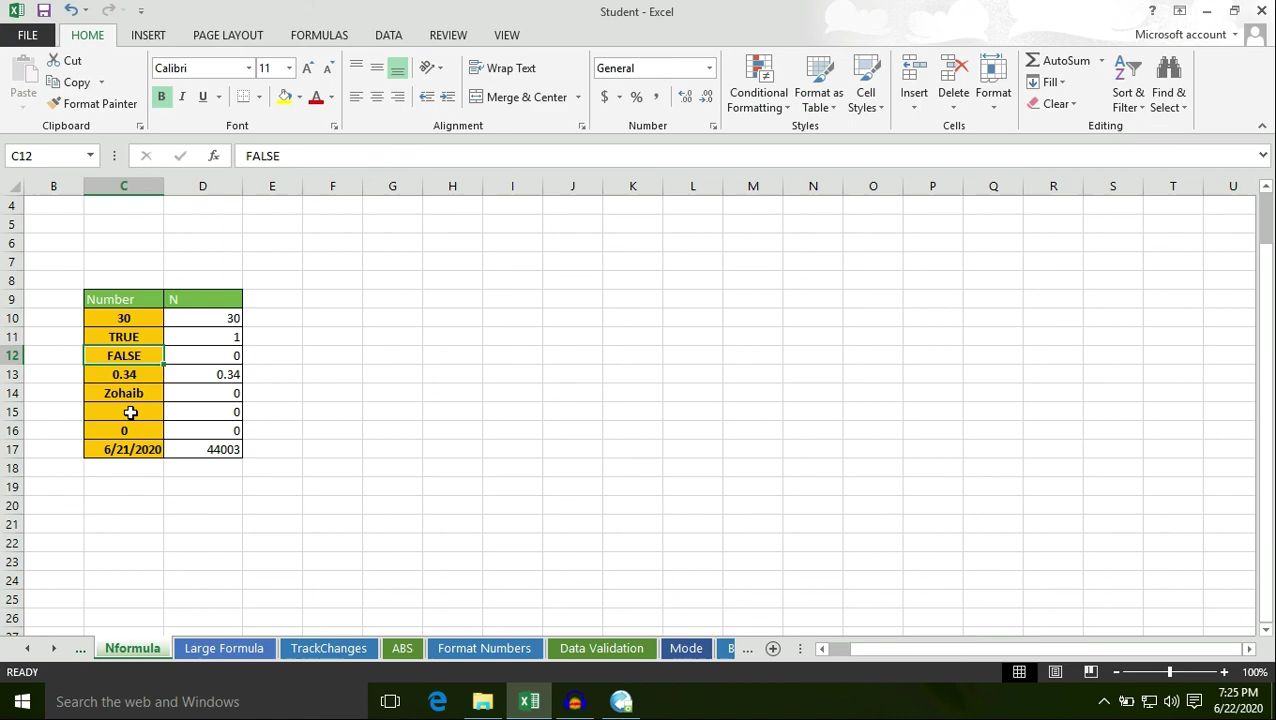 Student - Excel
FILE HOME INSERT PAGE LAYOUT FORMULAS DATA REVIEW VIEW Microsoft account
Paste Cut Copy Format Painter Clipboard
Calibri 11 B I U A Font
Wrap Text Merge & Center Alignment
General $ % , Number
Conditional Formatting Format as Table Cell Styles Styles
Insert Delete Format Cells
AutoSum Fill Clear Sort & Filter Find & Select Editing
C12 fx FALSE
B C D E F G H I J K L M N O P Q R S T U
4
5
6
7
8
9 Number N
10 30 30
11 TRUE 1
12 FALSE 0
13 0.34 0.34
14 Zohaib 0
15 0
16 0 0
17 6/21/2020 44003
18
19
20
21
22
23
24
25
26
... Nformula Large Formula TrackChanges ABS Format Numbers Data Validation Mode B ...
READY 100%
Search the web and Windows
7:25 PM
6/22/2020